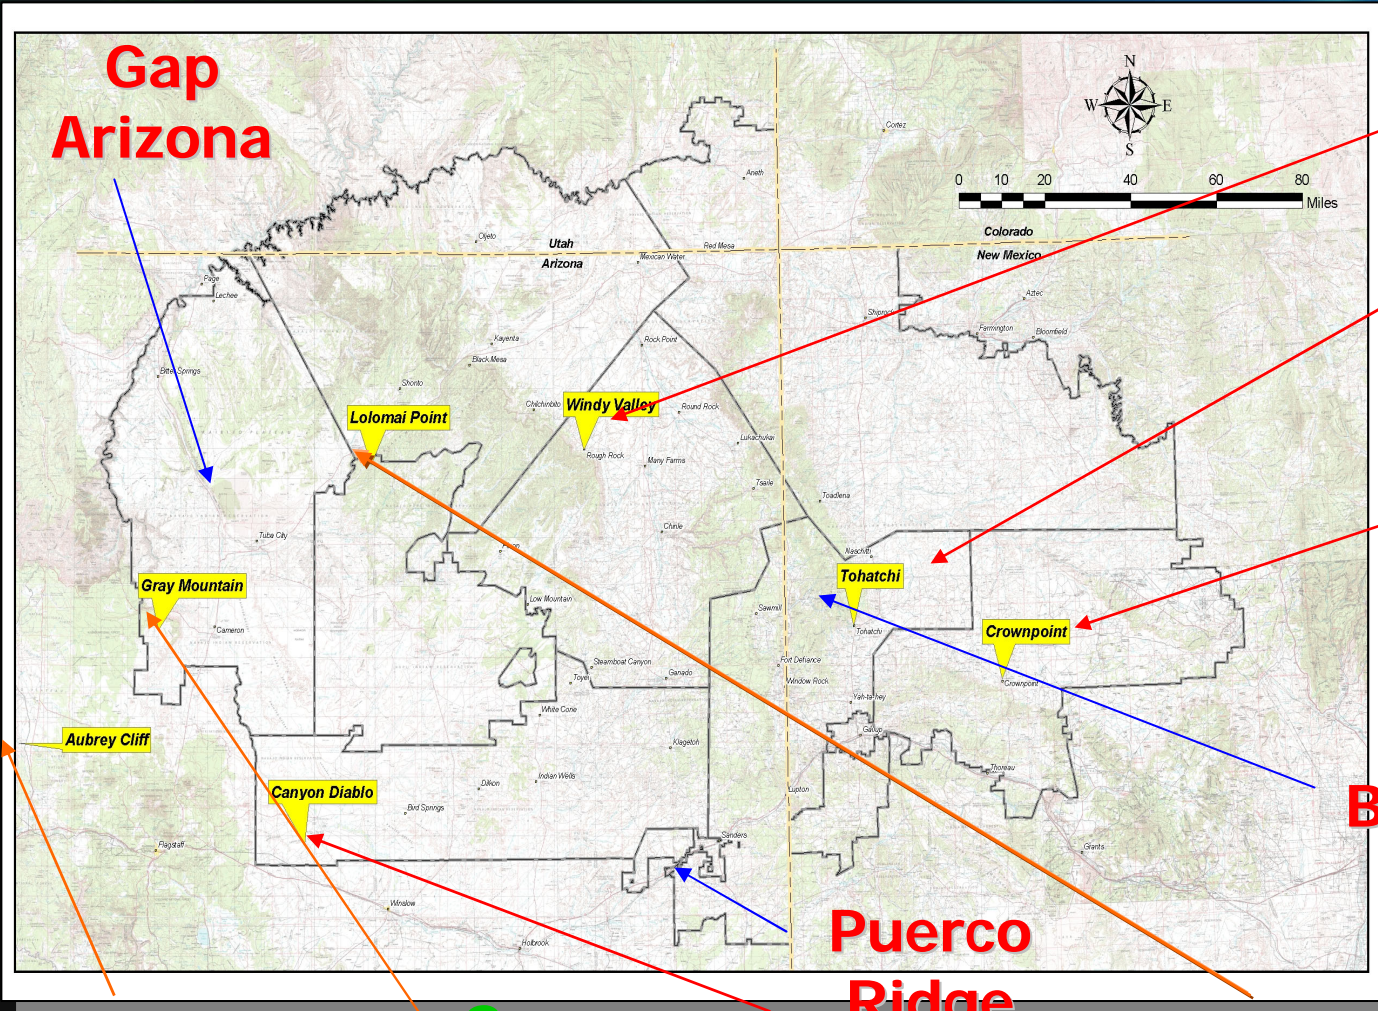 Gap
Arizona
N
W
E
S
0 10 20 40 60 80
Miles
Cortez
Aneth
Colorado
New Mexico
Utah
Arizona
Oljeto
Red Mesa
Mexican Water
Page
Lechee
Aztec
Shiprock
Farmington
Bloomfield
Kayenta
Rock Point
Black Mesa
Bitter Springs
Shonto
Chilchinbito
Windy Valley
Round Rock
Lolomai Point
Lukachukai
Rough Rock
Many Farms
Tsaile
Toadlena
Chinle
Tuba City
Naschitti
Tohatchi
Gray Mountain
Low Mountain
Sawmill
Cameron
Tohatchi
Crownpoint
Steamboat Canyon
Fort Defiance
Toyei
Ganado
Window Rock
Crownpoint
Yah-ta-hey
White Cone
Gallup
Aubrey Cliff
Klagetoh
Thoreau
Indian Wells
Dilkon
Canyon Diablo
Lupton
B
Bird Springs
Sanders
Flagstaff
Grants
Winslow
Puerco
Holbrook
Ridge